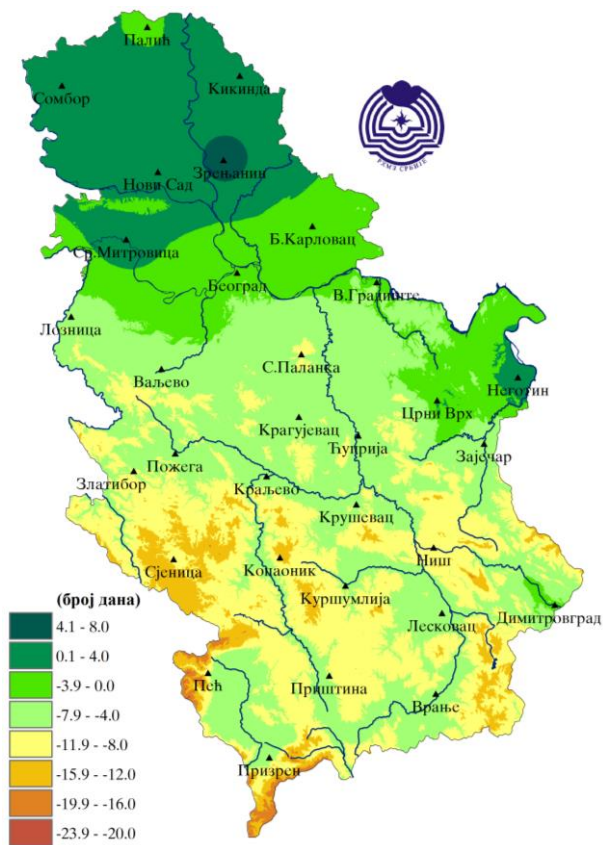 Палић
Кикинда
Сомбор
РХМЗ СРБИЈЕ
Зрењанин
Нови Сад
Б.Карловац
Ср.Митровица
Београд
В.Градиште
Лозница
С.Паланка
Ваљево
Неготин
Црни Врх
Крагујевац
Ћуприја
Зајечар
Пожега
Златибор
Краљево
Крушевац
Ниш
Сјеница
Копаоник
Куршумлија
(број дана)
Лесковац
Димитровград
4.1 - 8.0
0.1 - 4.0
-3.9 - 0.0
Пећ
Приштина
Врање
-7.9 - -4.0
-11.9 - -8.0
-15.9 - -12.0
Призрен
-19.9 - -16.0
-23.9 - -20.0